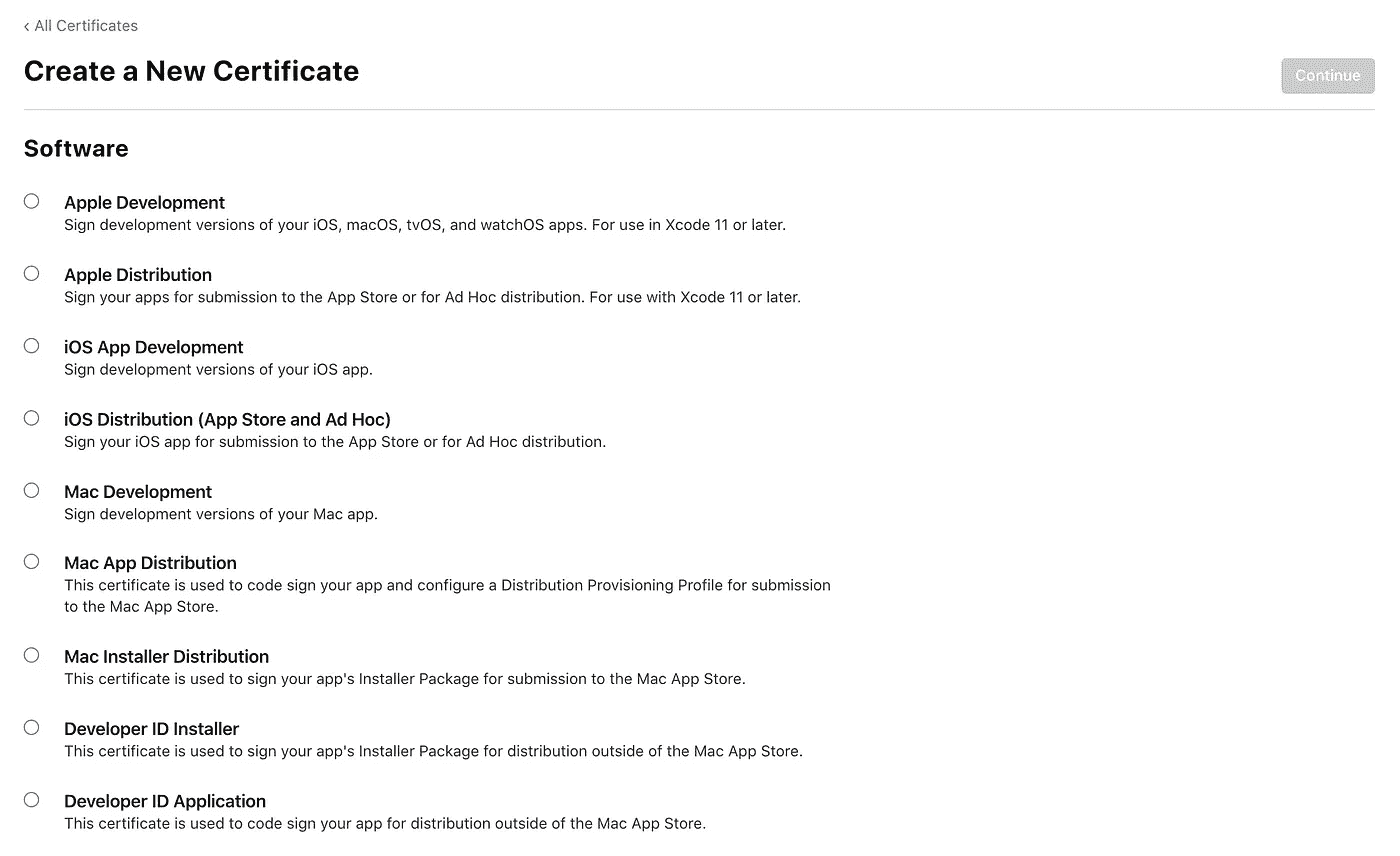 ‹ All Certificates
Create a New Certificate
Continue
Software
Apple Development
Sign development versions of your iOS, macOS, tvOS, and watchOS apps. For use in Xcode 11 or later.
Apple Distribution
Sign your apps for submission to the App Store or for Ad Hoc distribution. For use with Xcode 11 or later.
iOS App Development
Sign development versions of your iOS app.
iOS Distribution (App Store and Ad Hoc)
Sign your iOS app for submission to the App Store or for Ad Hoc distribution.
Mac Development
Sign development versions of your Mac app.
Mac App Distribution
This certificate is used to code sign your app and configure a Distribution Provisioning Profile for submission
to the Mac App Store.
Mac Installer Distribution
This certificate is used to sign your app's Installer Package for submission to the Mac App Store.
Developer ID Installer
This certificate is used to sign your app's Installer Package for distribution outside of the Mac App Store.
Developer ID Application
This certificate is used to code sign your app for distribution outside of the Mac App Store.